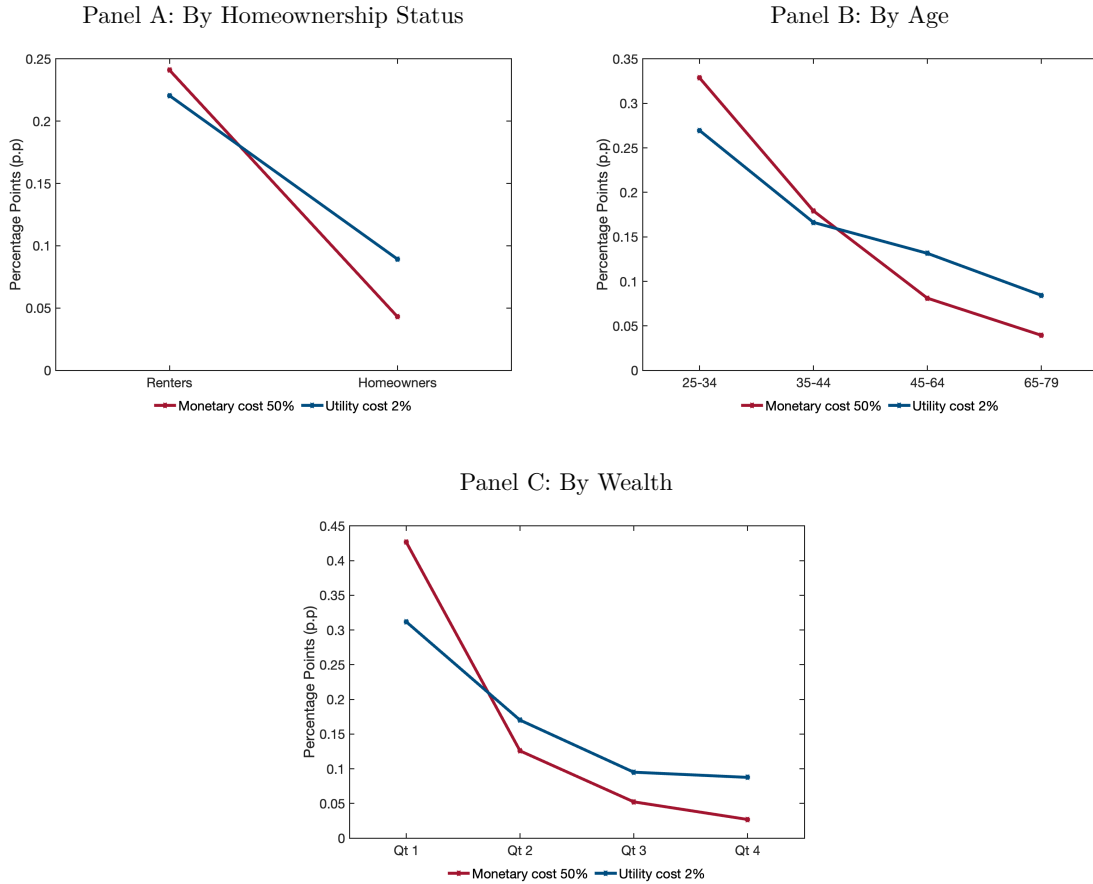 Panel A: By Homeownership Status
0.25
0.2
0.15
0.1
0.05
0
Percentage Points (p.p)
Renters Homeowners
Monetary cost 50% Utility cost 2%
Panel B: By Age
0.35
0.3
0.25
0.2
0.15
0.1
0.05
0
Percentage Points (p.p)
25-34 35-44 45-64 65-79
Monetary cost 50% Utility cost 2%
Panel C: By Wealth
0.45
0.4
0.35
0.3
0.25
0.2
0.15
0.1
0.05
0
Percentage Points (p.p)
Qt 1 Qt 2 Qt 3 Qt 4
Monetary cost 50% Utility cost 2%